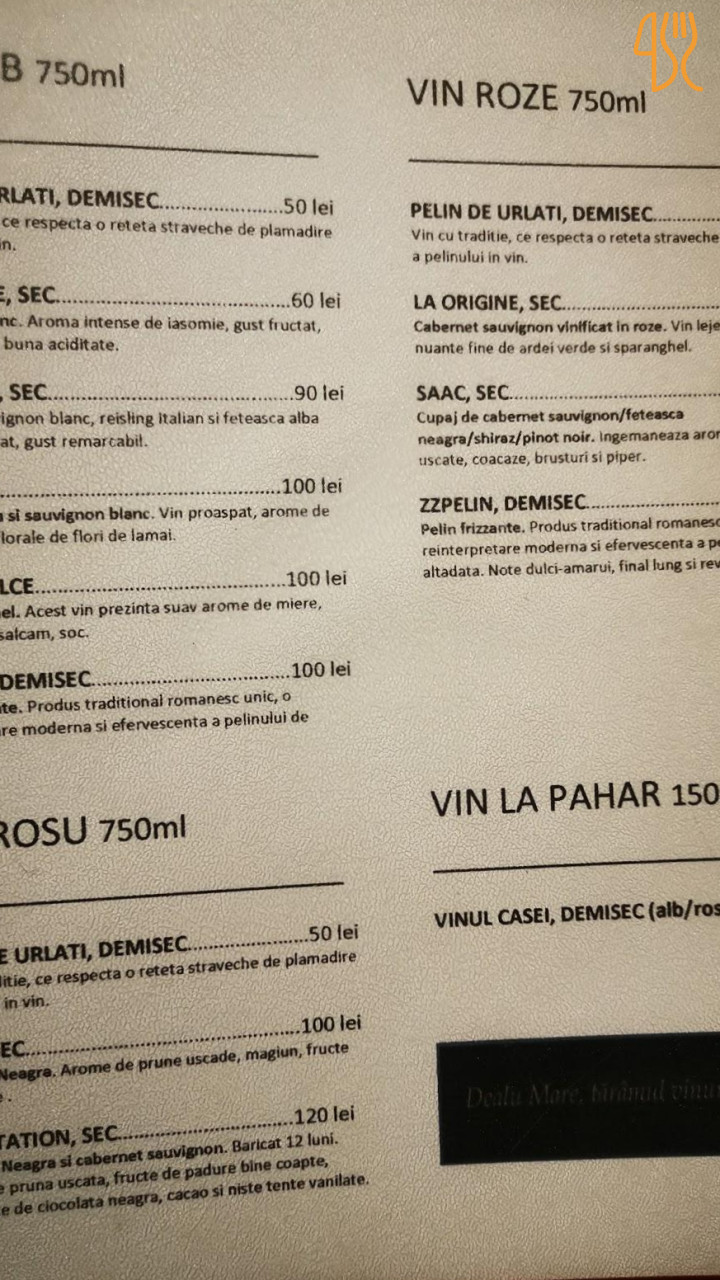 B 750ml
RLATI, DEMISEC.......................50 lei
ce respecta o reteta straveche de plamadire
in.
E, SEC............................................60 lei
nc. Aroma intense de iasomie, gust fructat,
buna aciditate.
, SEC..............................................90 lei
ignon blanc, reisling italian si feteasca alba
at, gust remarcabil.
....................................................100 lei
a si sauvignon blanc. Vin proaspat, arome de
lorale de flori de lamai.
LCE..............................................100 lei
el. Acest vin prezinta suav arome de miere,
salcam, soc.
DEMISEC.....................................100 lei
te. Produs traditional romanesc unic, o
re moderna si efervescenta a pelinului de
ROSU 750ml
E URLATI, DEMISEC......................50 lei
litie, ce respecta o reteta straveche de plamadire
in vin.
EC..................................................100 lei
Neagra. Arome de prune uscade, magiun, fructe
e .
TATION, SEC................................120 lei
Neagra si cabernet sauvignon. Baricat 12 luni.
e pruna uscata, fructe de padure bine coapte,
e de ciocolata neagra, cacao si niste tente vanilate.
VIN ROZE 750ml
PELIN DE URLATI, DEMISEC............
Vin cu traditie, ce respecta o reteta straveche
a pelinului in vin.
LA ORIGINE, SEC............................
Cabernet sauvignon vinificat in roze. Vin leje
nuante fine de ardei verde si sparanghel.
SAAC, SEC.....................................
Cupaj de cabernet sauvignon/feteasca
neagra/shiraz/pinot noir. Ingemaneaza aror
uscate, coacaze, brusturi si piper.
ZZPELIN, DEMISEC........................
Pelin frizzante. Produs traditional romanesc
reinterpretare moderna si efervescenta a pe
altadata. Note dulci-amarui, final lung si rev
VIN LA PAHAR 150
VINUL CASEI, DEMISEC (alb/ros
Dealu Mare, tărâmul vinu